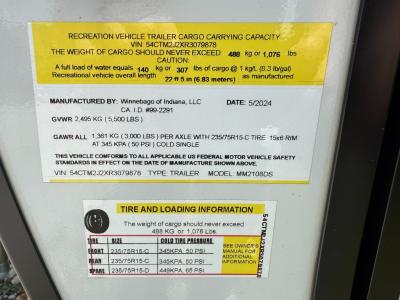 RECREATION VEHICLE TRAILER CARGO CARRYING CAPACITY
VIN: 54CTM2J2XR3079878
THE WEIGHT OF CARGO SHOULD NEVER EXCEED 488 kg or 1,076 lbs
CAUTION:
A full load of water equals 140 kg or 307 lbs of cargo @ 1 kg/L (8.3 lb/gal)
Recreational vehicle overall length 22 ft 5 in (6.83 meters) as manufactured
MANUFACTURED BY: Winnebago of Indiana, LLC DATE: 5/2024
CA. I.D. #99-2291
GVWR 2,495 KG ( 5,500 LBS )
GAWR ALL 1,361 KG ( 3,000 LBS ) PER AXLE WITH 235/75R15-C TIRE 15x6 RIM
AT 345 KPA ( 50 PSI ) COLD SINGLE
THIS VEHICLE CONFORMS TO ALL APPLICABLE US FEDERAL MOTOR VEHICLE SAFETY
STANDARDS IN EFFECT ON THE DATE OF MANUFACTURE SHOWN ABOVE.
VIN: 54CTM2J2XR3079878 TYPE: TRAILER MODEL: MM2108DS
TIRE AND LOADING INFORMATION
The weight of cargo should never exceed
488 KG or 1,076 Lbs.
TIRE SIZE COLD TIRE PRESSURE
FRONT 235/75R15-C 345KPA, 50 PSI
REAR 235/75R15-C 345KPA, 50 PSI
SPARE 235/75R15-D 449KPA, 65 PSI
SEE OWNER'S
MANUAL FOR
ADDITIONAL
INFORMATION
54CTM2J2XR3079878